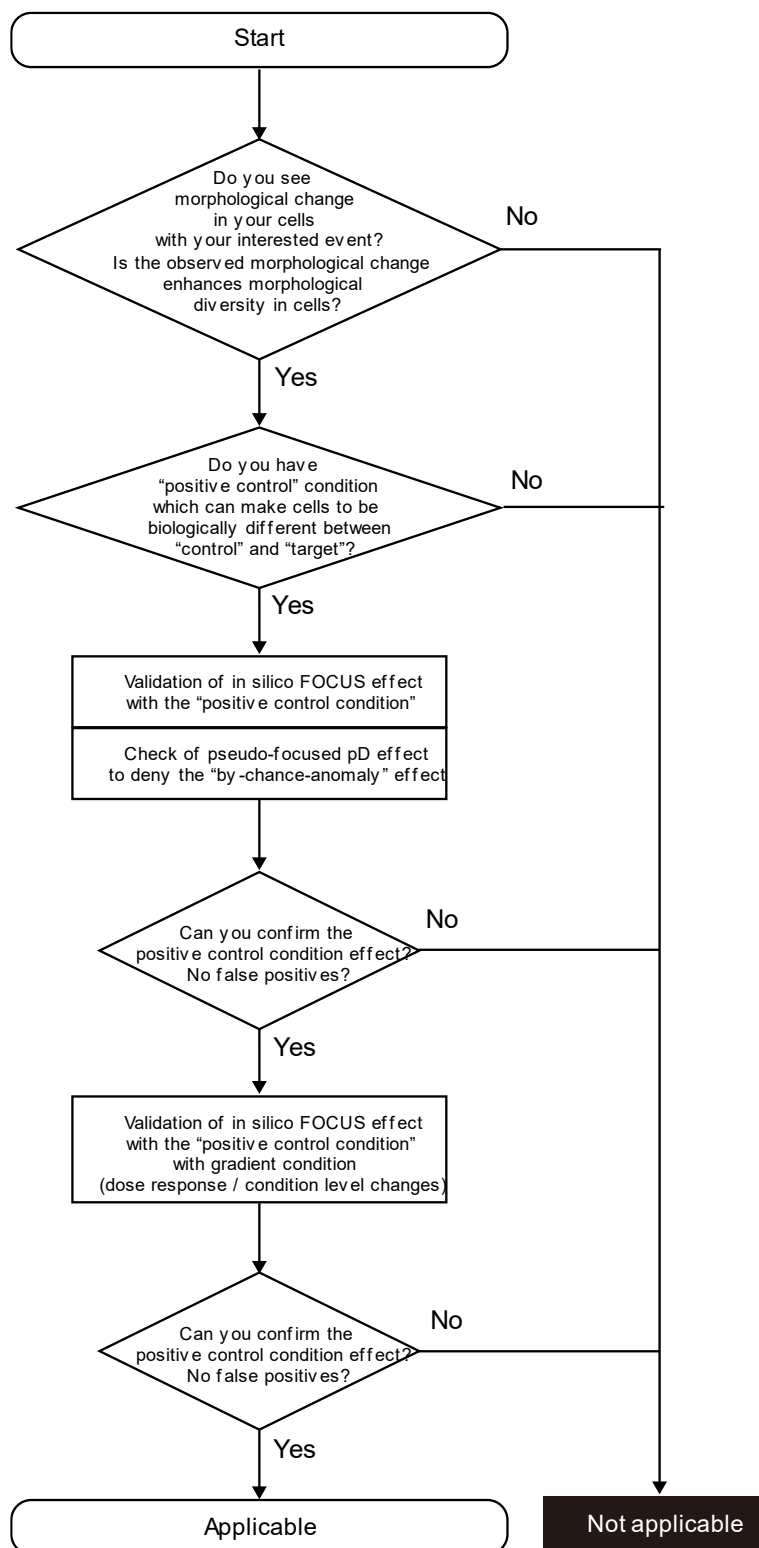 Start
Do you see
morphological change
in your cells
with your interested event?
Is the observed morphological change
enhances morphological
diversity in cells?
No
Yes
Do you have
“positive control” condition
which can make cells to be
biologically different between
“control” and “target”?
No
Yes
Validation of in silico FOCUS effect
with the “positive control condition”
Check of pseudo-focused pD effect
to deny the “by-chance-anomaly” effect
Can you confirm the
positive control condition effect?
No false positives?
No
Yes
Validation of in silico FOCUS effect
with the “positive control condition”
with gradient condition
(dose response / condition level changes)
Can you confirm the
positive control condition effect?
No false positives?
No
Yes
Applicable
Not applicable